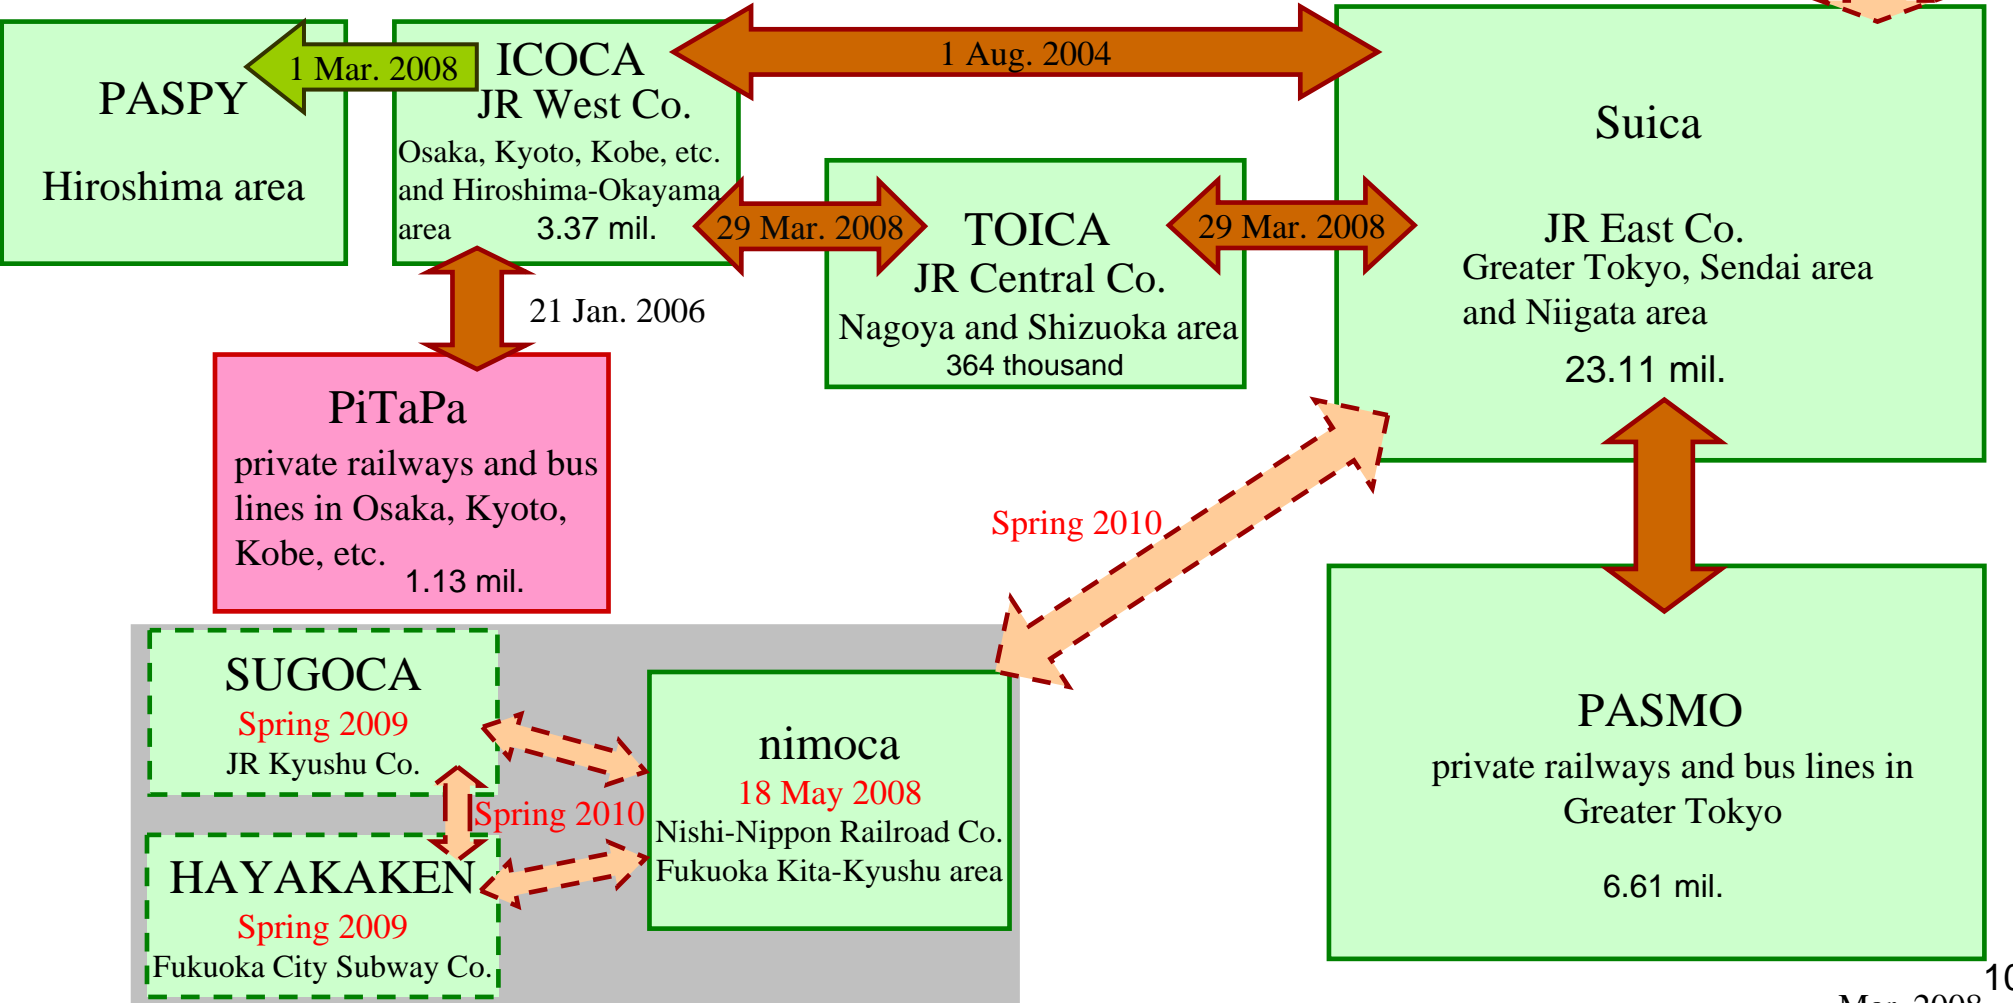 PASPY
Hiroshima area
1 Mar. 2008
ICOCA
JR West Co.
Osaka, Kyoto, Kobe, etc.
and Hiroshima-Okayama
area 3.37 mil.
1 Aug. 2004
Suica
JR East Co.
Greater Tokyo, Sendai area
and Niigata area
23.11 mil.
29 Mar. 2008
TOICA
JR Central Co.
Nagoya and Shizuoka area
364 thousand
29 Mar. 2008
21 Jan. 2006
PiTaPa
private railways and bus
lines in Osaka, Kyoto,
Kobe, etc.
1.13 mil.
Spring 2010
SUGOCA
Spring 2009
JR Kyushu Co.
Spring 2010
HAYAKAKEN
Spring 2009
Fukuoka City Subway Co.
nimoca
18 May 2008
Nishi-Nippon Railroad Co.
Fukuoka Kita-Kyushu area
PASMO
private railways and bus lines in
Greater Tokyo
6.61 mil.
10
Mar. 2008